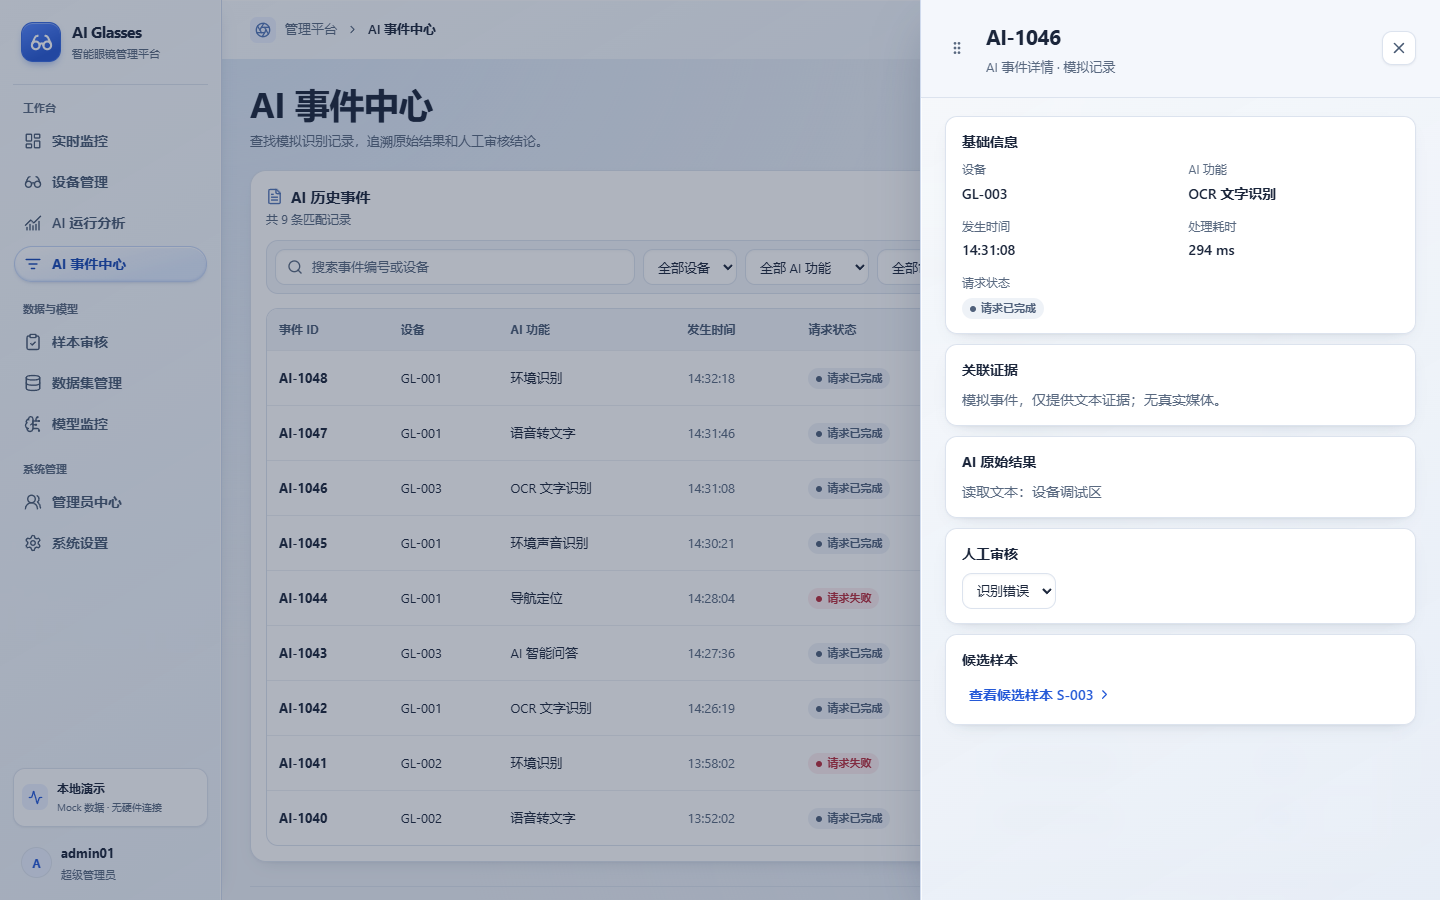 AI Glasses
智能眼镜管理平台
工作台
实时监控
设备管理
AI 运行分析
AI 事件中心
数据与模型
样本审核
数据集管理
模型监控
系统管理
管理员中心
系统设置
本地演示
Mock 数据 · 无硬件连接
A
admin01
超级管理员
管理平台 > AI 事件中心
AI 事件中心
查找模拟识别记录，追溯原始结果和人工审核结论。
AI 历史事件
共 9 条匹配记录
搜索事件编号或设备 全部设备 全部 AI 功能 全部
事件 ID 设备 AI 功能 发生时间 请求状态
AI-1048 GL-001 环境识别 14:32:18 请求已完成
AI-1047 GL-001 语音转文字 14:31:46 请求已完成
AI-1046 GL-003 OCR 文字识别 14:31:08 请求已完成
AI-1045 GL-001 环境声音识别 14:30:21 请求已完成
AI-1044 GL-001 导航定位 14:28:04 请求失败
AI-1043 GL-003 AI 智能问答 14:27:36 请求已完成
AI-1042 GL-001 OCR 文字识别 14:26:19 请求已完成
AI-1041 GL-002 环境识别 13:58:02 请求失败
AI-1040 GL-002 语音转文字 13:52:02 请求已完成
AI-1046
AI 事件详情 · 模拟记录
基础信息
设备 AI 功能
GL-003 OCR 文字识别
发生时间 处理耗时
14:31:08 294 ms
请求状态
请求已完成
关联证据
模拟事件，仅提供文本证据；无真实媒体。
AI 原始结果
读取文本：设备调试区
人工审核
识别错误
候选样本
查看候选样本 S-003